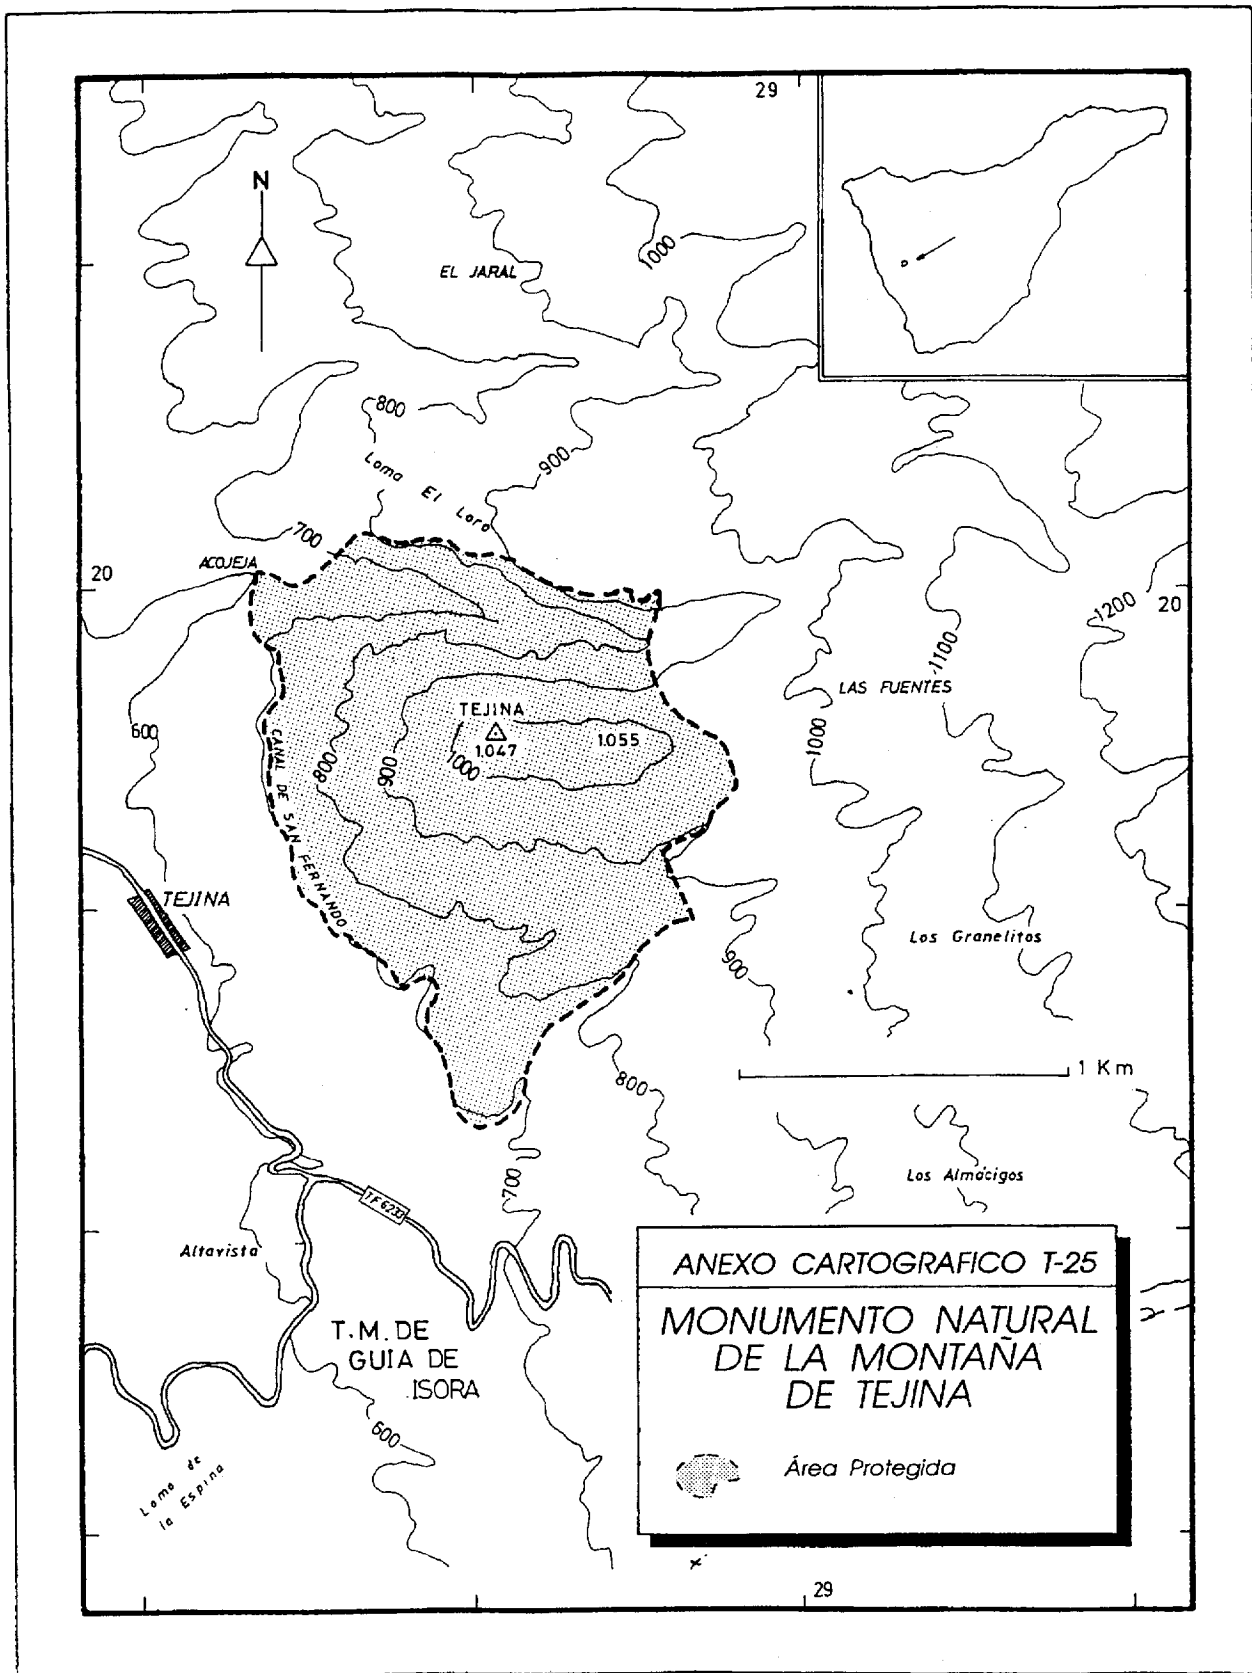 29
N
1000
EL JARAL
800
900
Loma El Loro
700
ACOJEJA
20
1200
20
1100
LAS FUENTES
600
TEJINA
1.047
1.055
1000
800
900
1000
CANAL DE SAN FERNANDO
TEJINA
Los Granelitos
900
1 Km
800
Los Almácigos
700
TF6233
Altavista
T.M. DE
GUIA DE
ISORA
600
Lomo de
la Espina
ANEXO CARTOGRAFICO T-25
MONUMENTO NATURAL
DE LA MONTAÑA
DE TEJINA
Área Protegida
29